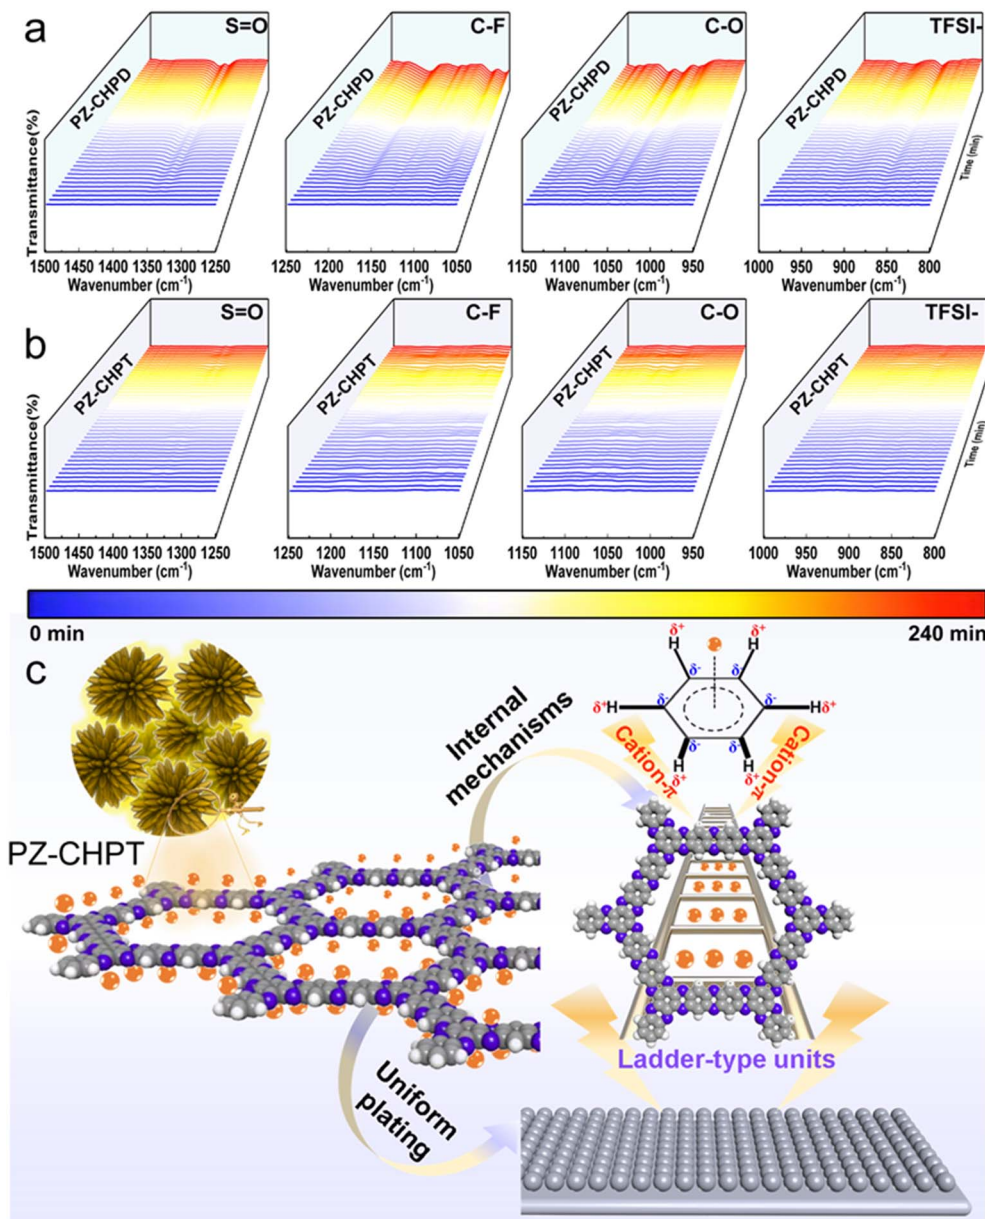 a
S=O
C-F
C-O
TFSI-
PZ-CHPD
PZ-CHPD
PZ-CHPD
PZ-CHPD
Transmittance(%)
Time (min)
1500 1450 1400 1350 1300 1250
1250 1200 1150 1100 1050
1150 1100 1050 1000 950
1000 950 900 850 800
Wavenumber (cm⁻¹)
Wavenumber (cm⁻¹)
Wavenumber (cm⁻¹)
Wavenumber (cm⁻¹)
b
S=O
C-F
C-O
TFSI-
PZ-CHPT
PZ-CHPT
PZ-CHPT
PZ-CHPT
Transmittance(%)
Time (min)
1500 1450 1400 1350 1300 1250
1250 1200 1150 1100 1050
1150 1100 1050 1000 950
1000 950 900 850 800
Wavenumber (cm⁻¹)
Wavenumber (cm⁻¹)
Wavenumber (cm⁻¹)
Wavenumber (cm⁻¹)
0 min
240 min
c
PZ-CHPT
Internal
mechanisms
δ⁺ δ⁺
H H
δ⁻ δ⁻
δ⁺H δ⁻ δ⁻ Hδ⁺
δ⁻ δ⁻
H H
δ⁺ δ⁺
Cation-π
Cation-π
Ladder-type units
Uniform
plating